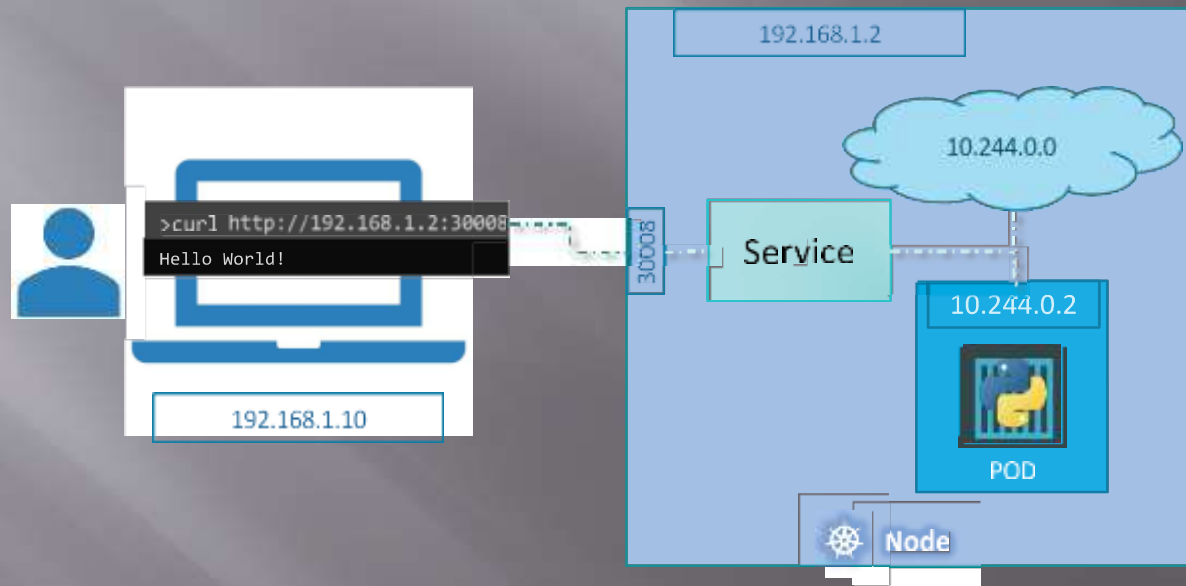 192.168.1.2
10.244.0.0
>curl http://192.168.1.2:30008
Hello World!
30008
Service
10.244.0.2
192.168.1.10
POD
Node